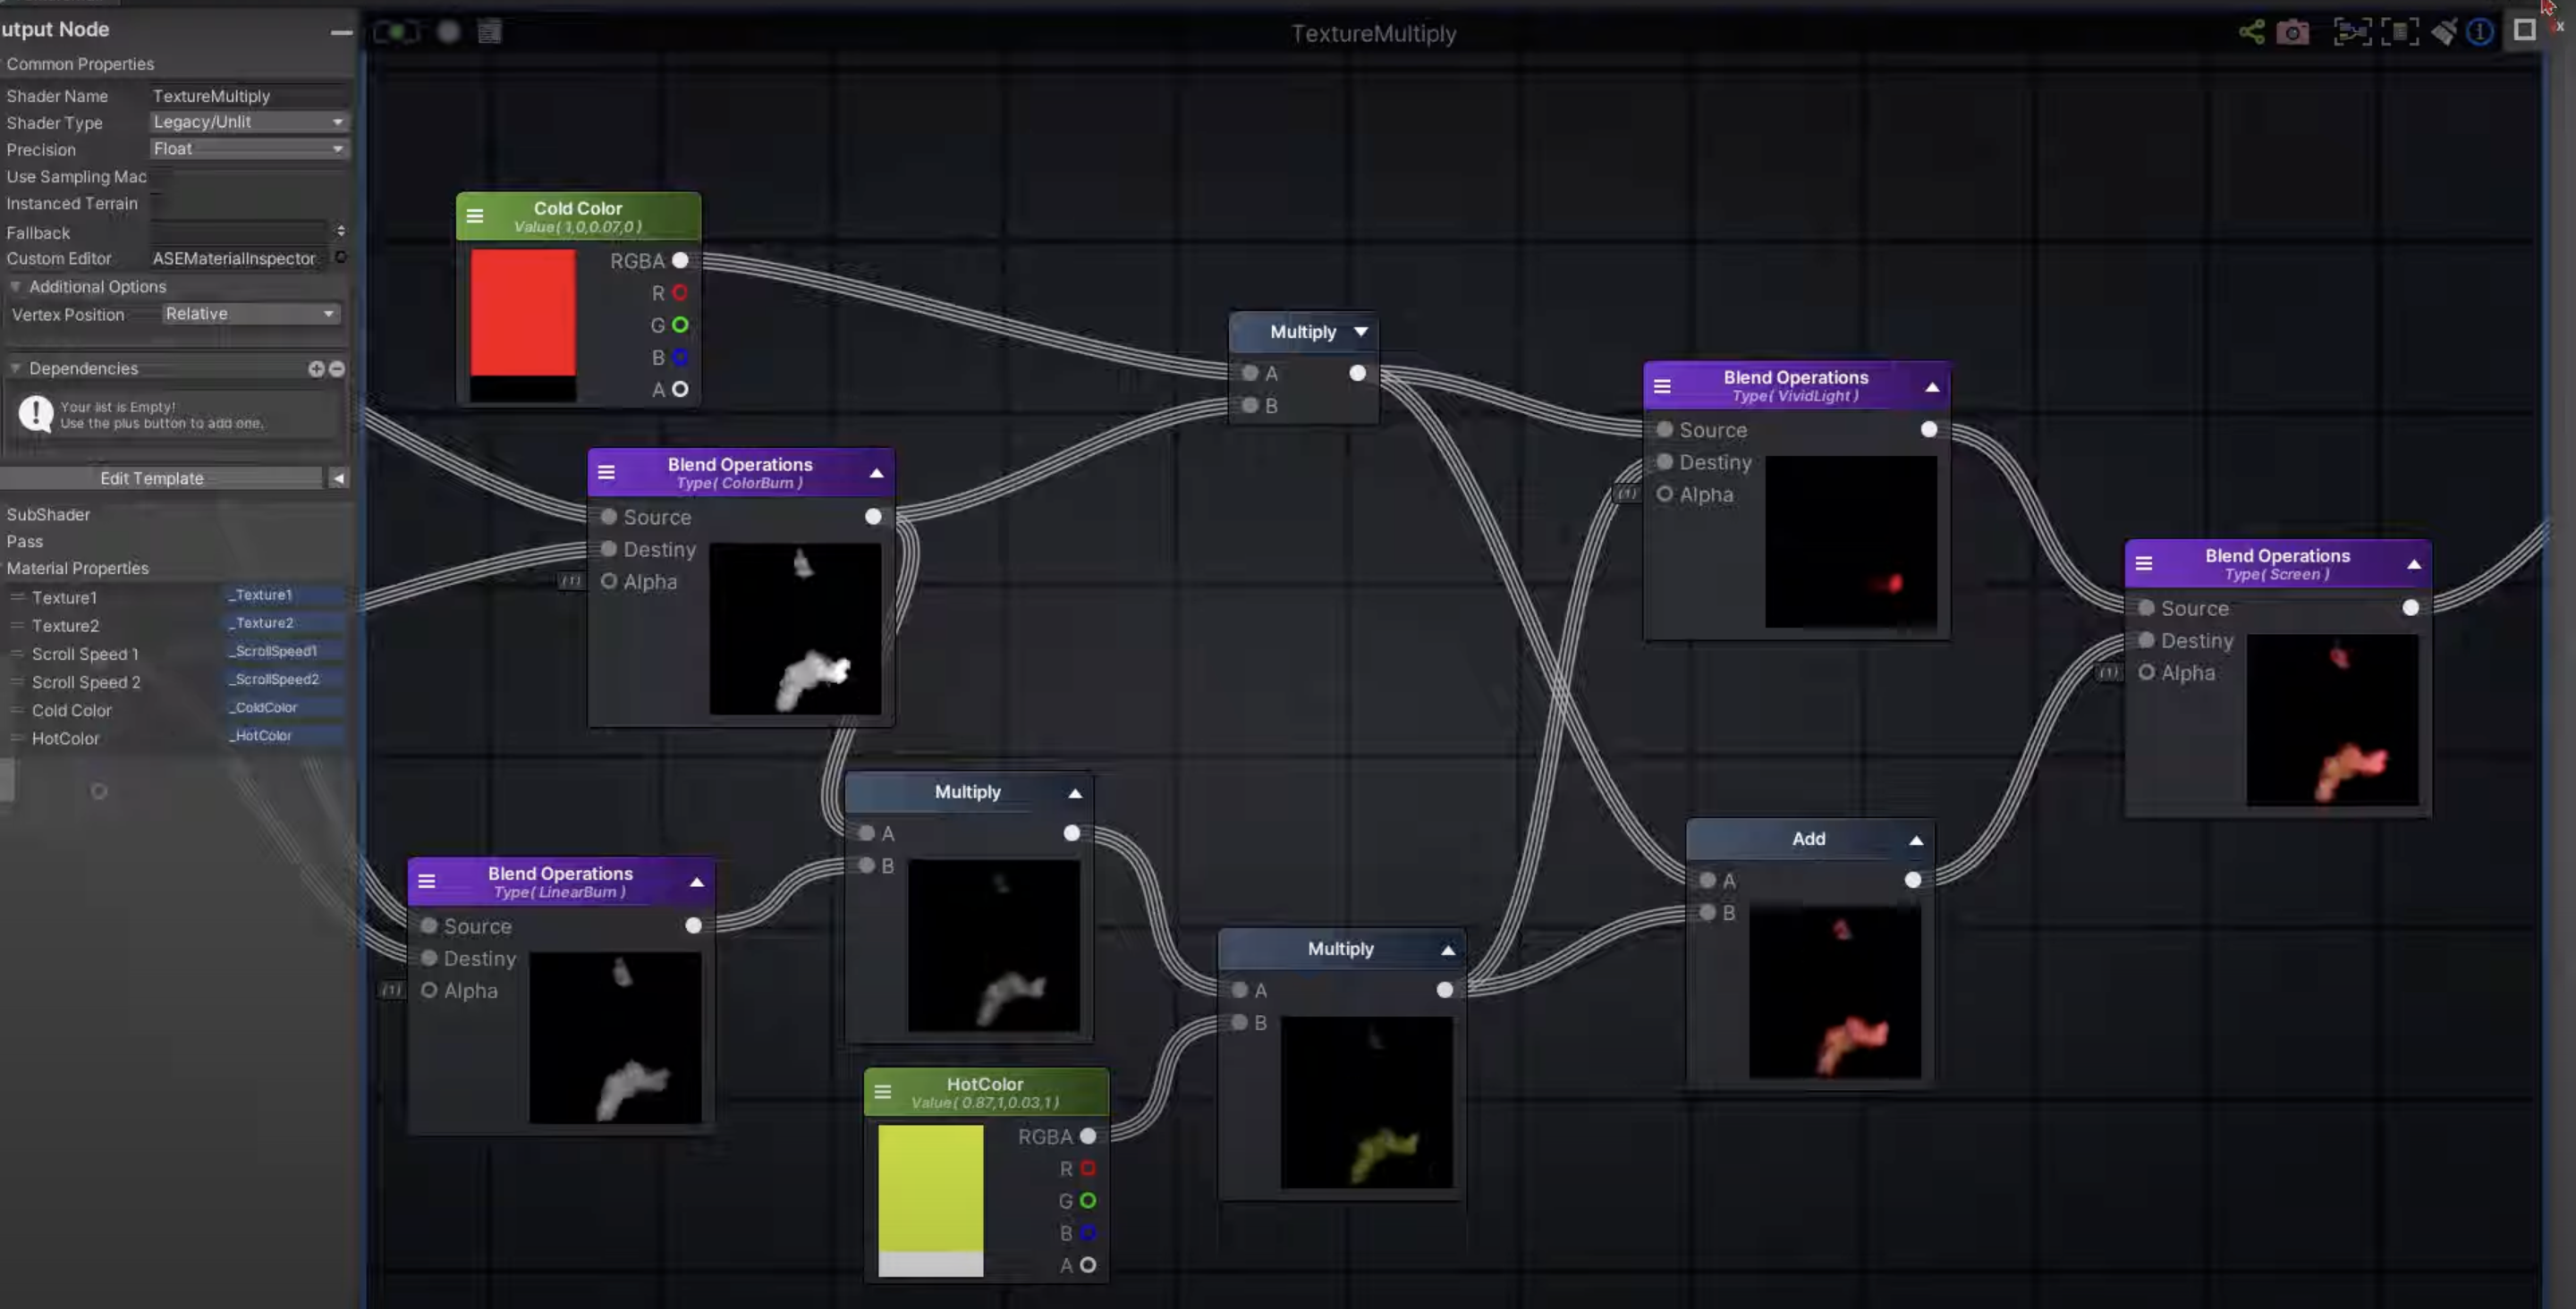 utput Node
Common Properties
Shader Name TextureMultiply
Shader Type Legacy/Unlit
Precision Float
Use Sampling Mac
Instanced Terrain
Fallback
Custom Editor ASEMaterialInspector
Additional Options
Vertex Position Relative
Dependencies
Your list is Empty!
Use the plus button to add one.
Edit Template
SubShader
Pass
Material Properties
Texture1 _Texture1
Texture2 _Texture2
Scroll Speed 1 _ScrollSpeed1
Scroll Speed 2 _ScrollSpeed2
Cold Color _ColdColor
HotColor _HotColor
TextureMultiply
Cold Color
Value( 1,0,0.07,0 )
RGBA
R
G
B
A
Blend Operations
Type( ColorBurn )
Source
Destiny
(1) Alpha
Blend Operations
Type( LinearBurn )
Source
Destiny
(1) Alpha
Multiply
A
B
HotColor
Value( 0.87,1,0.03,1 )
RGBA
R
G
B
A
Multiply
A
B
Multiply
A
B
Blend Operations
Type( VividLight )
Source
Destiny
(1) Alpha
Add
A
B
Blend Operations
Type( Screen )
Source
Destiny
(1) Alpha